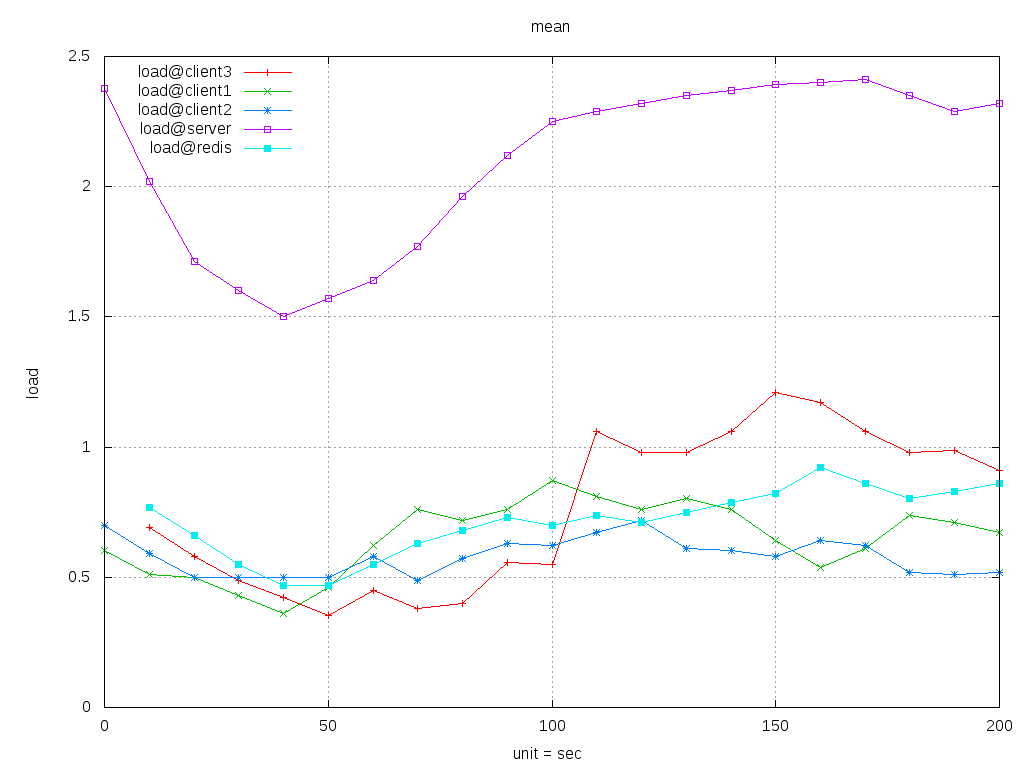 mean
2.5
2
1.5
1
0.5
0
load
load@client3
load@client1
load@client2
load@server
load@redis
0
50
100
150
200
unit = sec